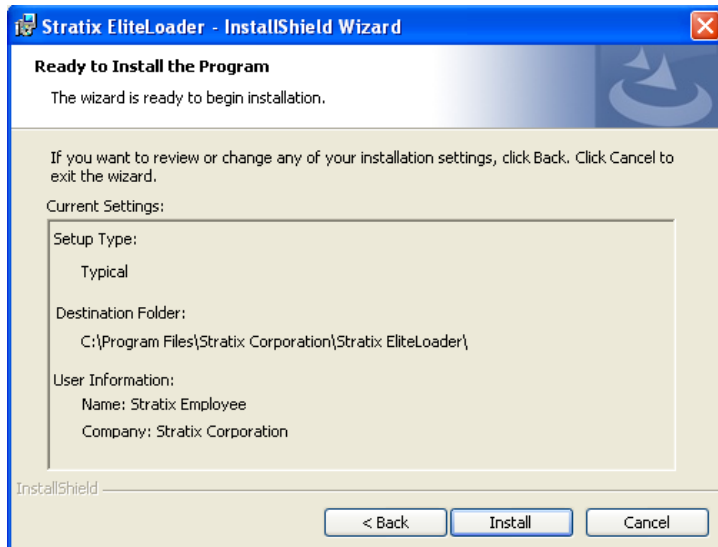 Stratix EliteLoader - InstallShield Wizard
Ready to Install the Program
The wizard is ready to begin installation.
If you want to review or change any of your installation settings, click Back. Click Cancel to
exit the wizard.
Current Settings:
Setup Type:
Typical
Destination Folder:
C:\Program Files\Stratix Corporation\Stratix EliteLoader\
User Information:
Name: Stratix Employee
Company: Stratix Corporation
InstallShield
< Back
Install
Cancel